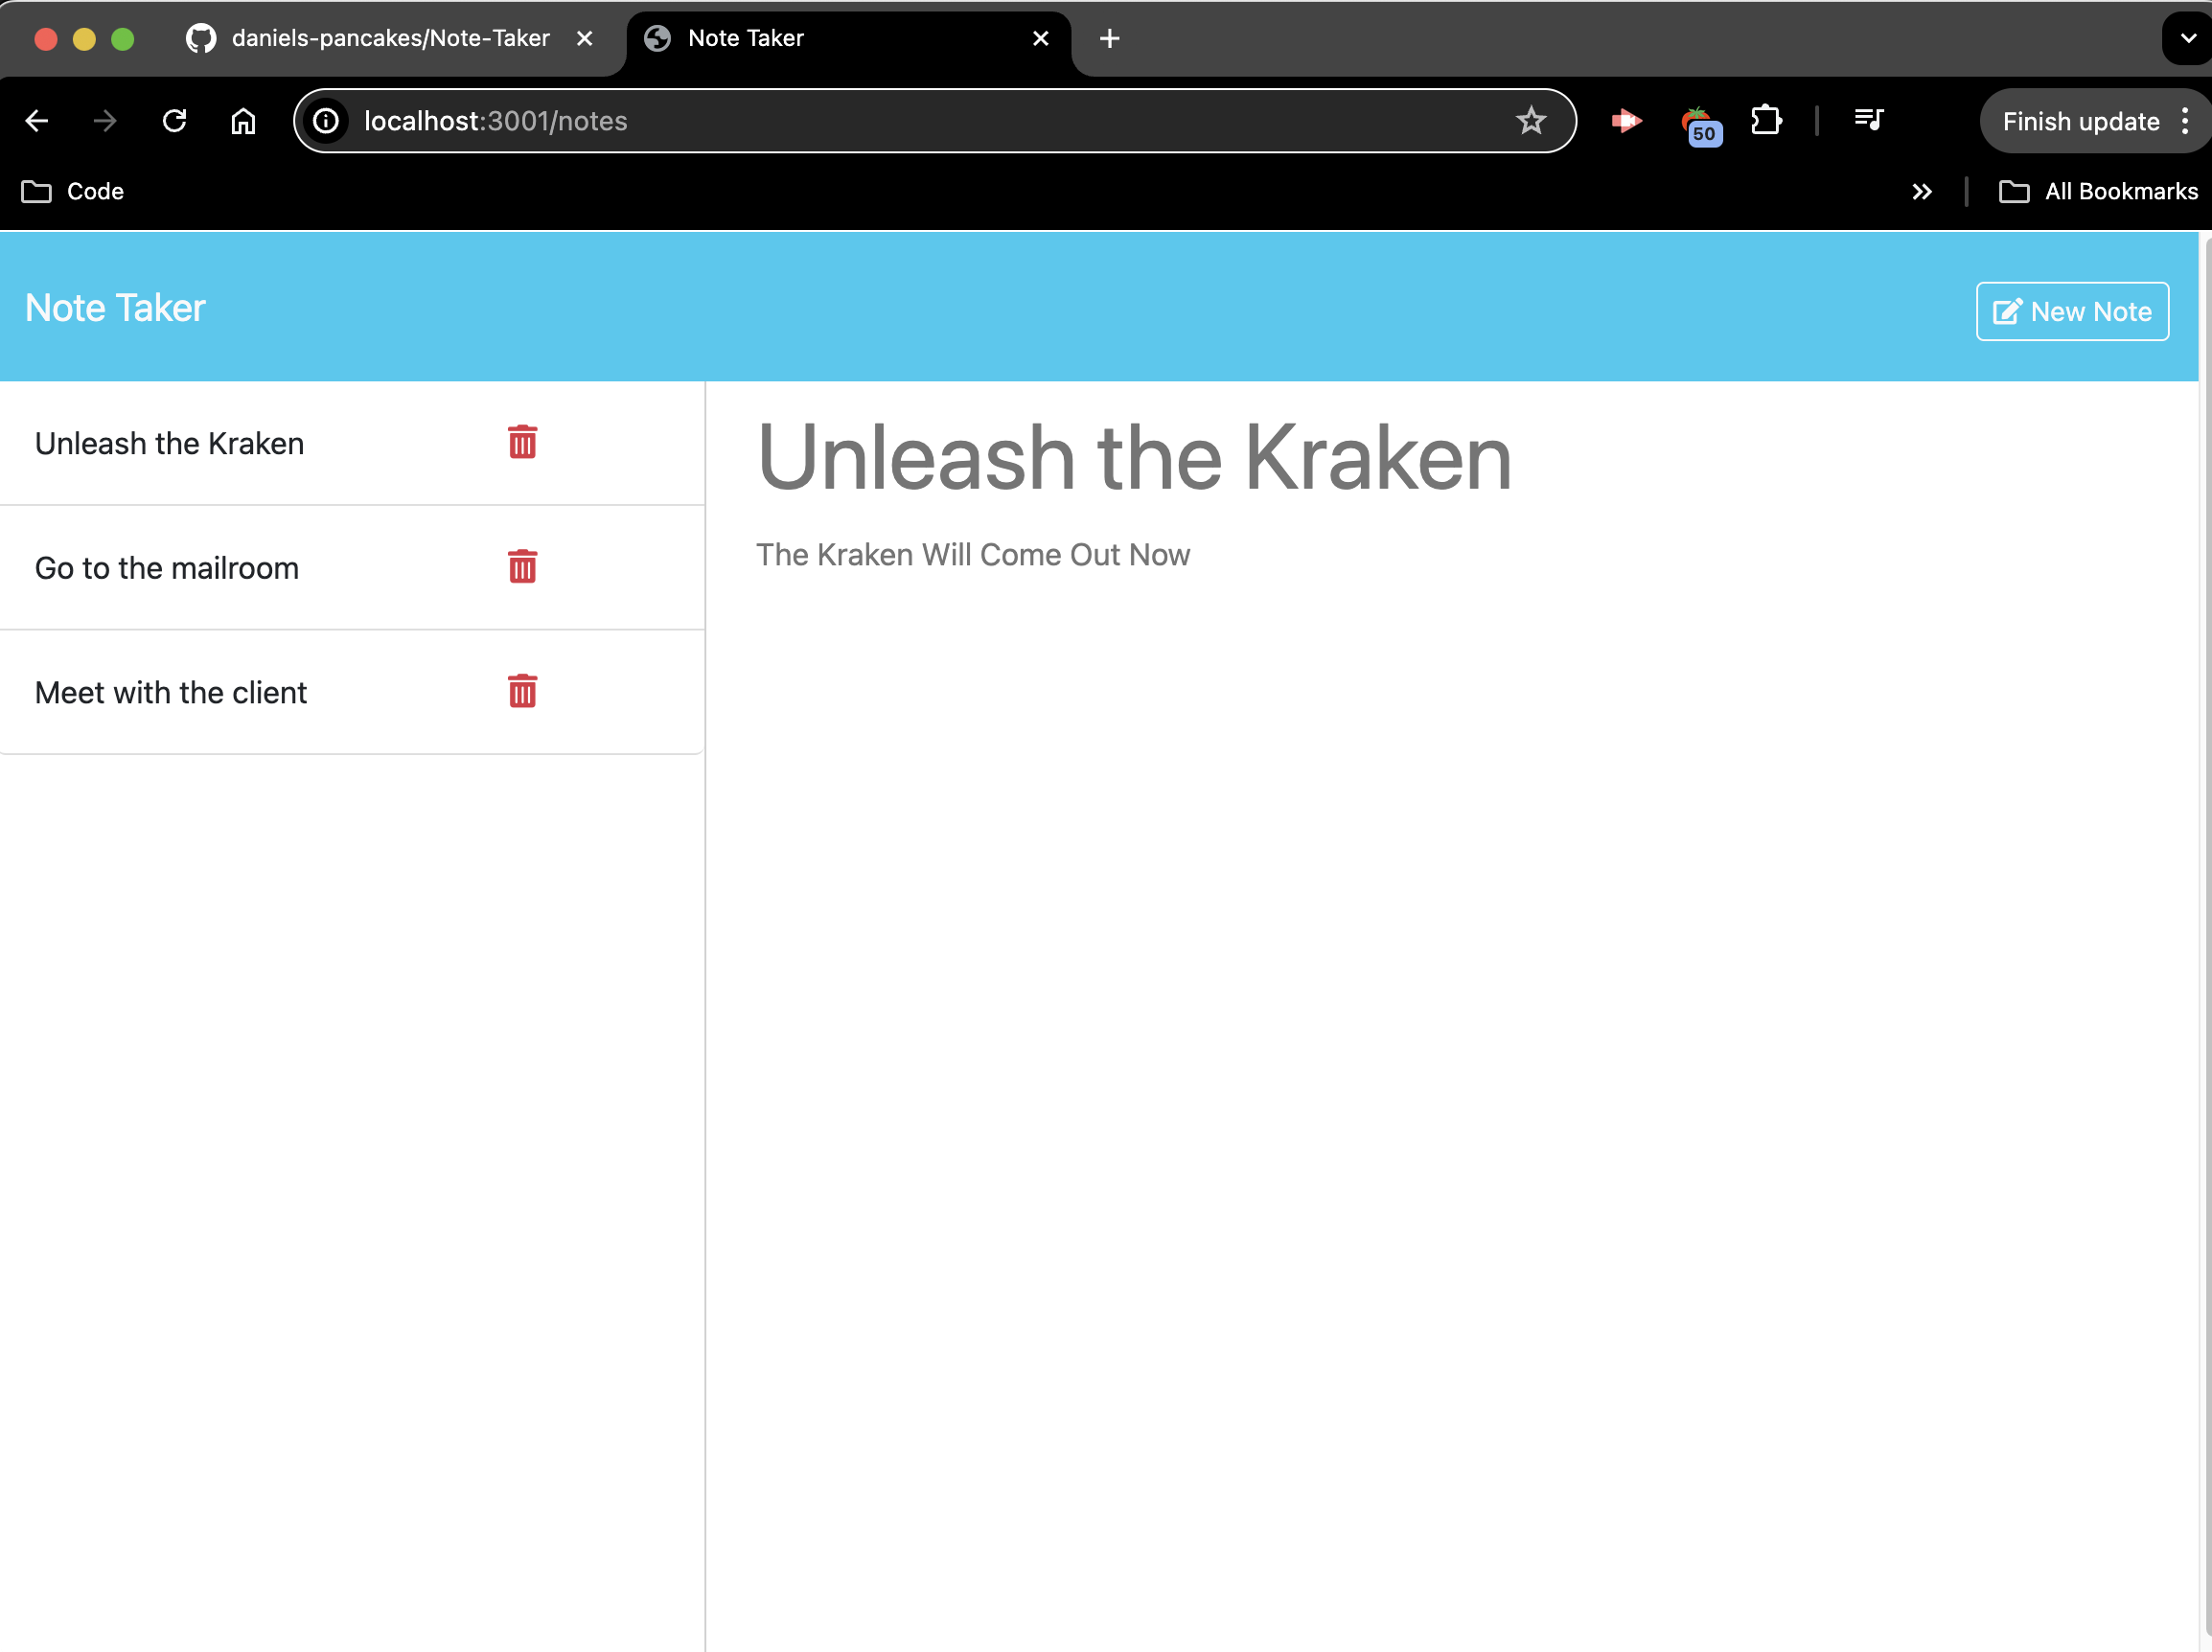 daniels-pancakes/Note-Taker
Note Taker
localhost:3001/notes
50
Finish update
Code
All Bookmarks
Note Taker
New Note
Unleash the Kraken
Go to the mailroom
Meet with the client
Unleash the Kraken
The Kraken Will Come Out Now